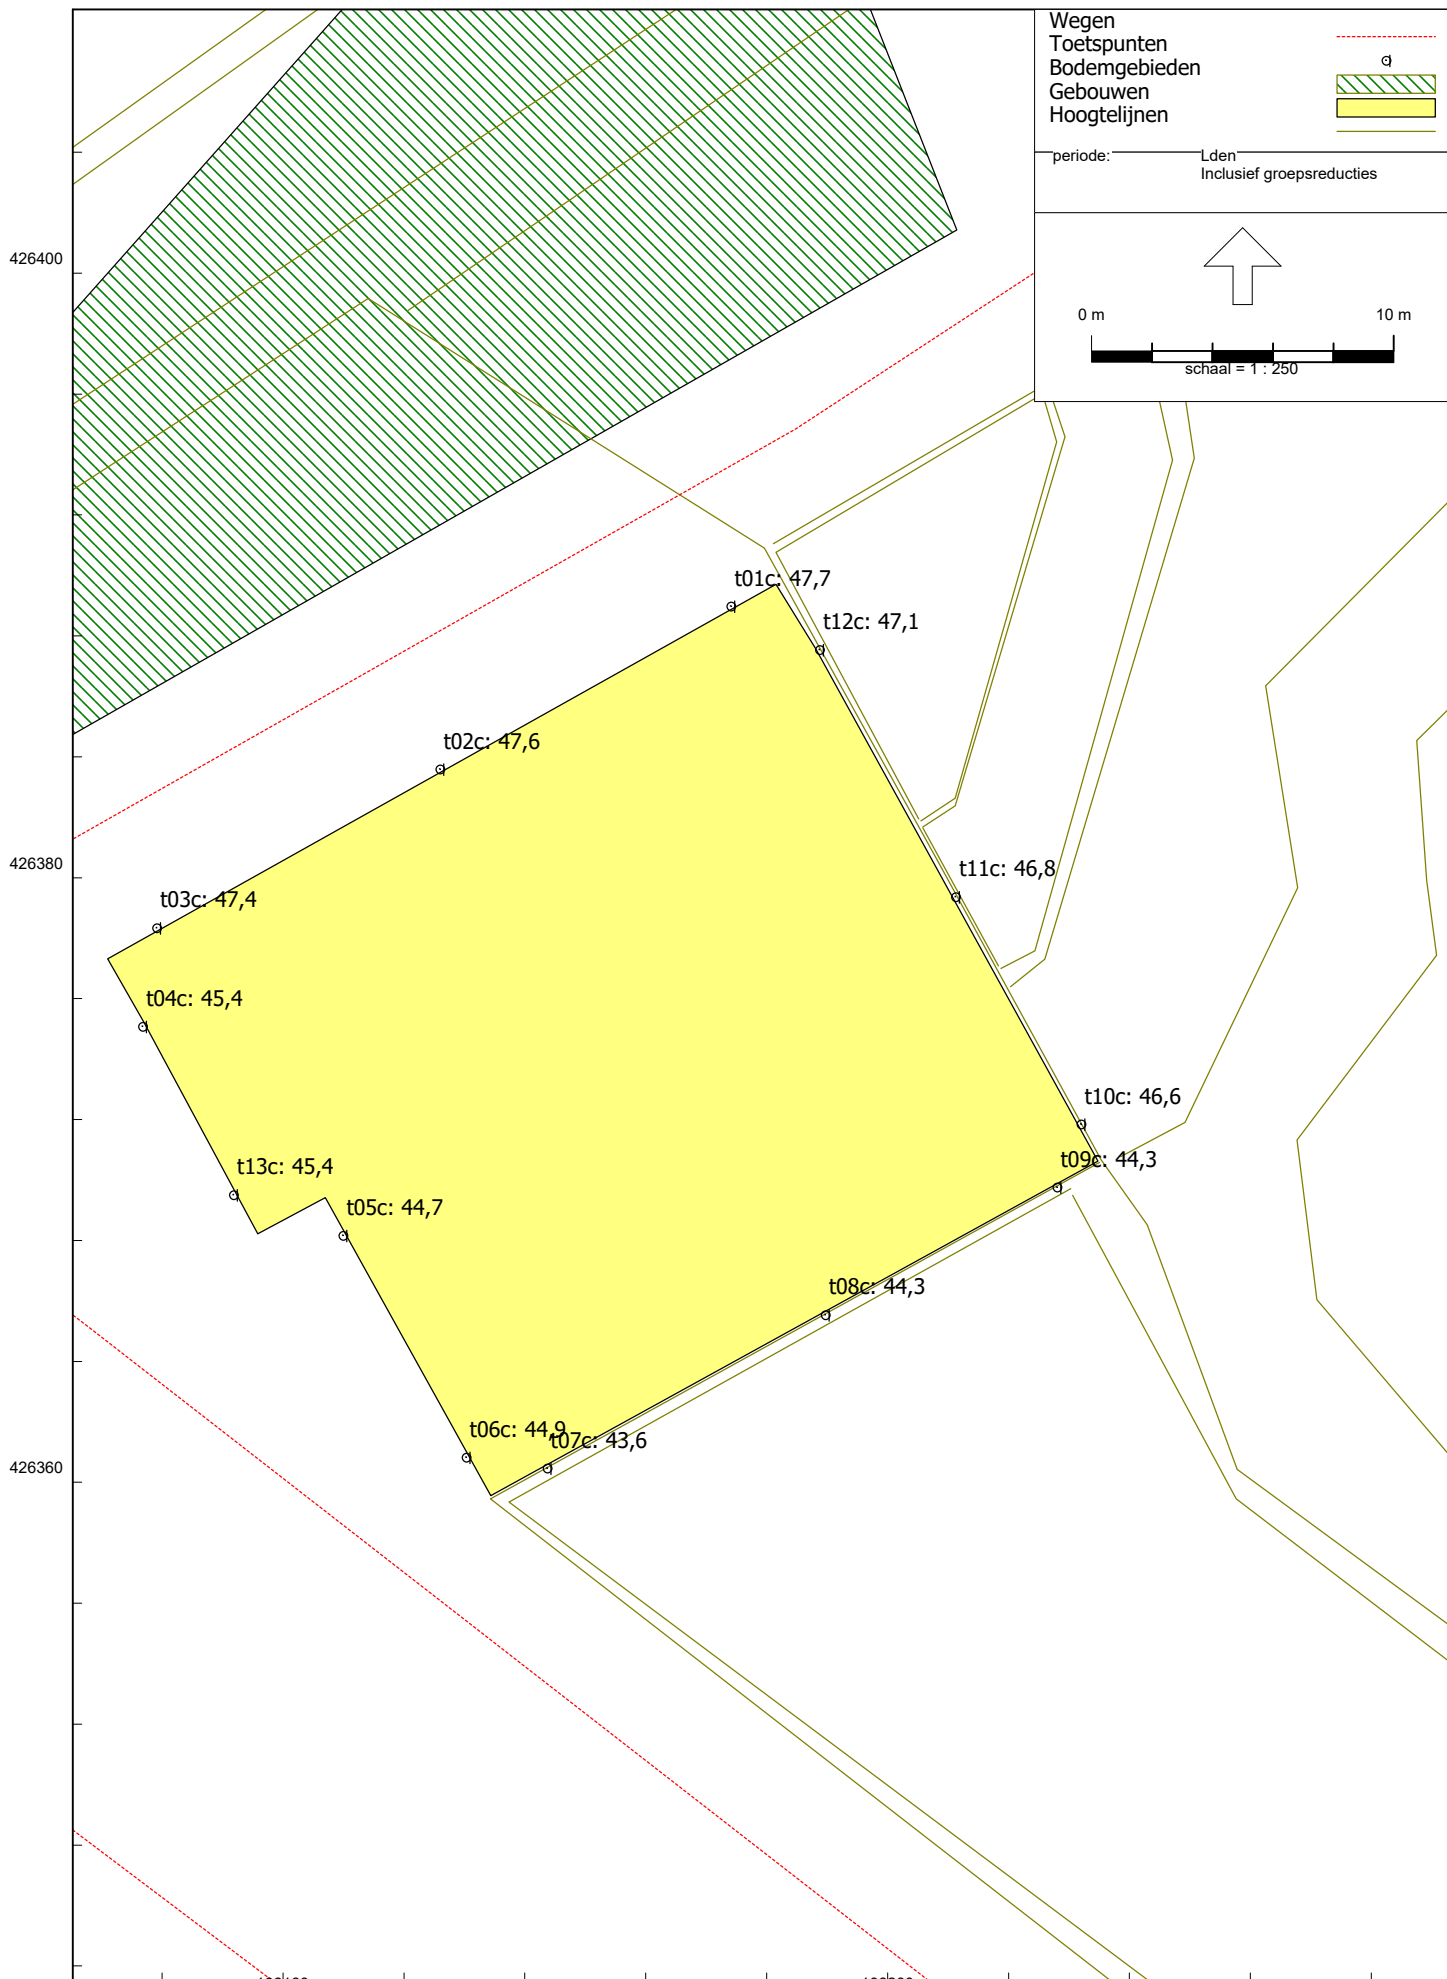 Wegen
Toetspunten
Bodemgebieden
Gebouwen
Hoogtelijnen
periode: Lden
Inclusief groepsreducties
426400
0 m 10 m
schaal = 1 : 250
t01c: 47,7
t12c: 47,1
t02c: 47,6
426380
t11c: 46,8
t03c: 47,4
t04c: 45,4
t10c: 46,6
t09c: 44,3
t13c: 45,4
t05c: 44,7
t08c: 44,3
t06c: 44,9
t07c: 43,6
426360